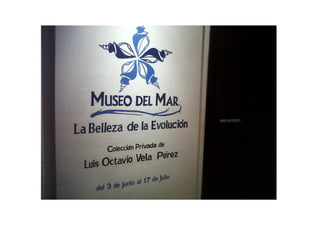 MUSEO DEL MAR
La Belleza de la Evolución
Colección Privada de
Luis Octavio Vela Pérez
del 3 de Junio al 17 de Julio